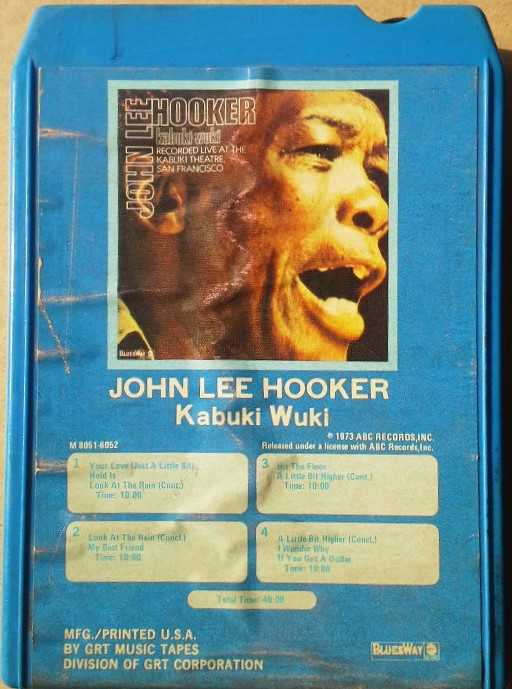 JOHN LEE HOOKER
kabuki wuki
RECORDED LIVE AT THE
KABUKI THEATRE,
SAN FRANCISCO
BLUESWAY
JOHN LEE HOOKER
Kabuki Wuki
℗ 1973 ABC RECORDS,INC.
M 8051-6052
Released under a license with ABC Records,Inc.
1 Your Love (Just A Little Bit)
Hold It
Look At The Rain (Cont.)
Time: 10:00
3 Hit The Floor
A Little Bit Higher (Cont.)
Time: 10:00
2 Look At The Rain (Concl.)
My Best Friend
Time: 10:00
4 A Little Bit Higher (Concl.)
I Wonder Why
If You Got A Dollar
Time: 10:00
Total Time: 40:00
MFG./PRINTED U.S.A.
BY GRT MUSIC TAPES
DIVISION OF GRT CORPORATION
BLUESWAY